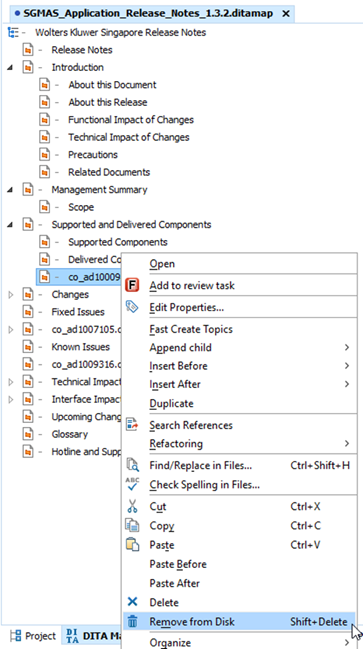 SGMAS_Application_Release_Notes_1.3.2.ditamap
Wolters Kluwer Singapore Release Notes
Release Notes
Introduction
About this Document
About this Release
Functional Impact of Changes
Technical Impact of Changes
Precautions
Related Documents
Management Summary
Scope
Supported and Delivered Components
Supported Components
Delivered Co
co_ad10009
Changes
Fixed Issues
co_ad1007105.c
Known Issues
co_ad1009316.c
Technical Impact
Interface Impact
Upcoming Chang
Glossary
Hotline and Supp
Open
Add to review task
Edit Properties...
Fast Create Topics
Append child
Insert Before
Insert After
Duplicate
Search References
Refactoring
Find/Replace in Files... Ctrl+Shift+H
Check Spelling in Files...
Cut Ctrl+X
Copy Ctrl+C
Paste Ctrl+V
Paste Before
Paste After
Delete
Remove from Disk Shift+Delete
Organize
Project DITA Ma